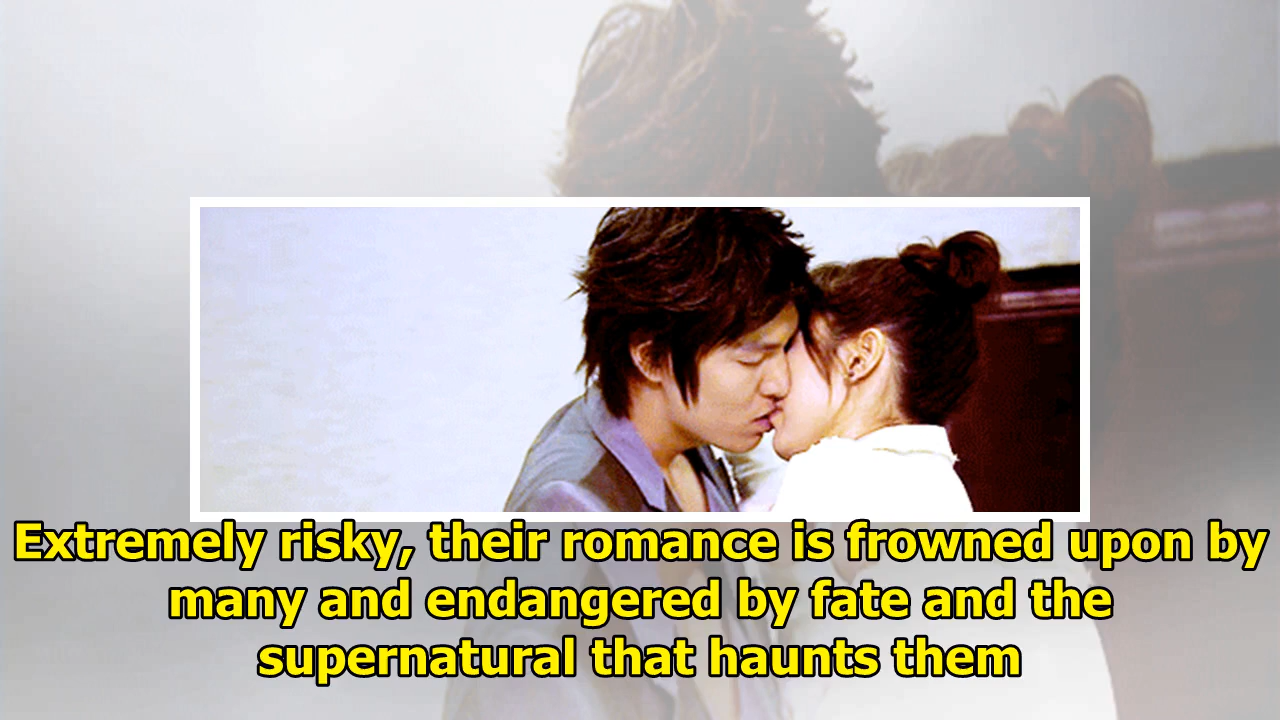 Extremely risky, their romance is frowned upon by
many and endangered by fate and the
supernatural that haunts them